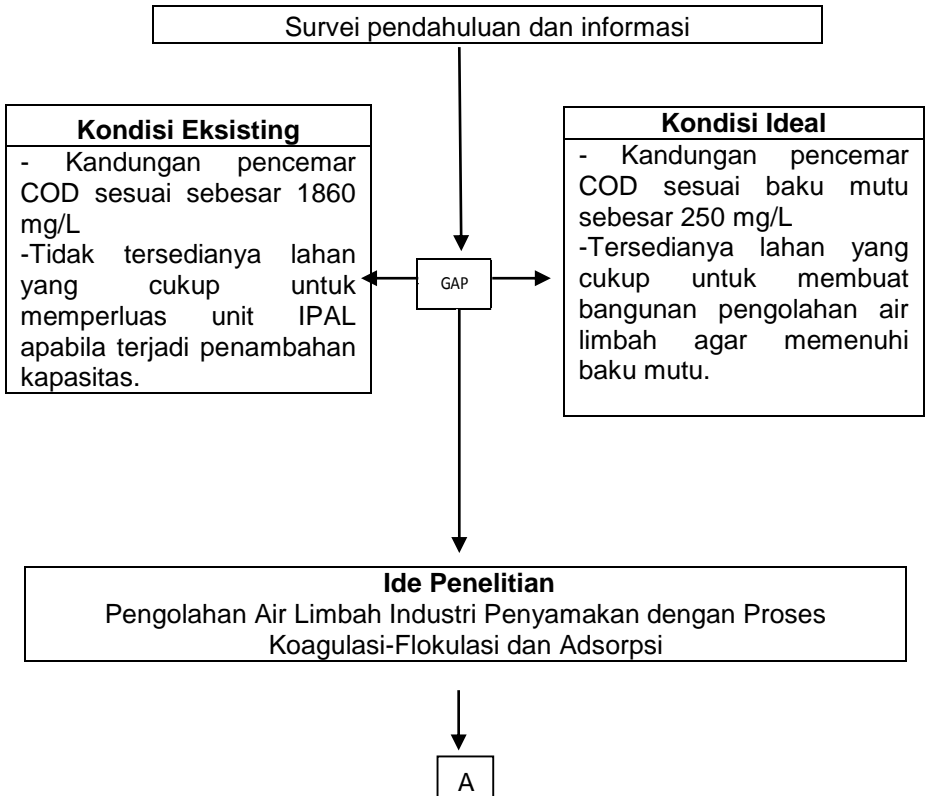 Survei pendahuluan dan informasi
Kondisi Eksisting
- Kandungan pencemar
COD sesuai sebesar 1860
mg/L
-Tidak tersedianya lahan
yang cukup untuk
memperluas unit IPAL
apabila terjadi penambahan
kapasitas.
GAP
Kondisi Ideal
- Kandungan pencemar
COD sesuai baku mutu
sebesar 250 mg/L
-Tersedianya lahan yang
cukup untuk membuat
bangunan pengolahan air
limbah agar memenuhi
baku mutu.
Ide Penelitian
Pengolahan Air Limbah Industri Penyamakan dengan Proses
Koagulasi-Flokulasi dan Adsorpsi
A